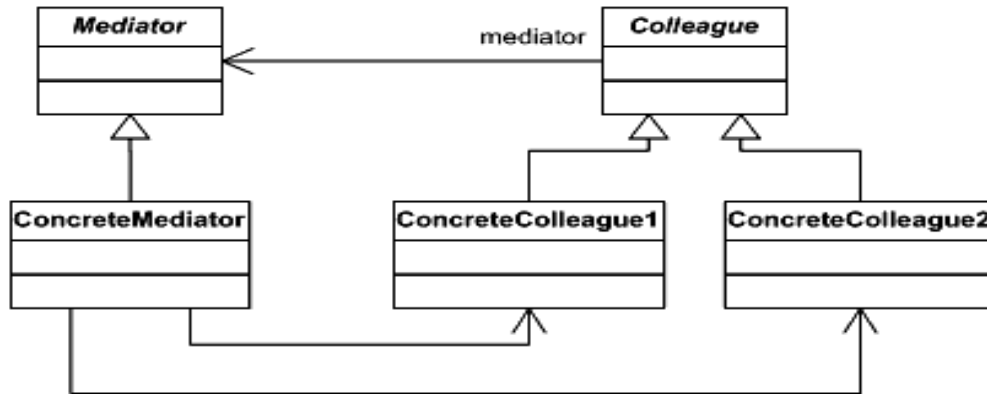 Mediator
mediator
Colleague
ConcreteMediator
ConcreteColleague1
ConcreteColleague2